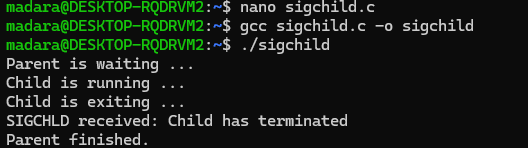 madara@DESKTOP-RQDRVM2:~$ nano sigchild.c
madara@DESKTOP-RQDRVM2:~$ gcc sigchild.c -o sigchild
madara@DESKTOP-RQDRVM2:~$ ./sigchild
Parent is waiting ...
Child is running ...
Child is exiting ...
SIGCHLD received: Child has terminated
Parent finished.